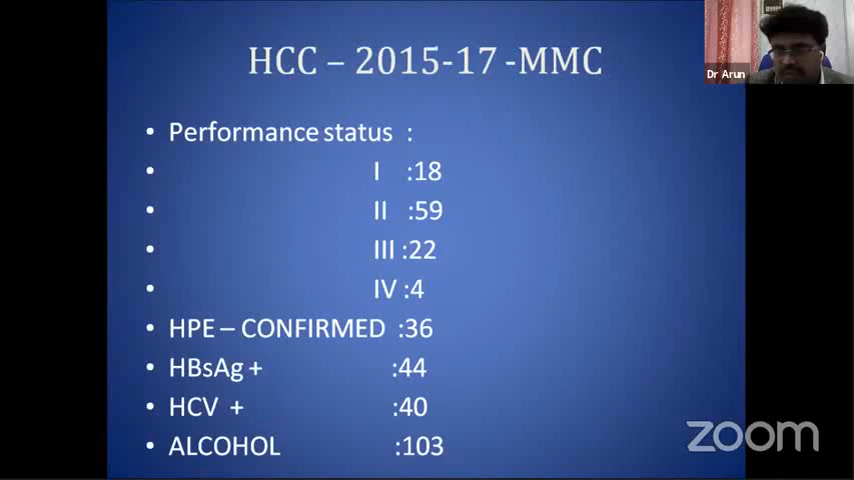 HCC – 2015-17 -MMC
Dr Arun
• Performance status :
• I :18
• II :59
• III :22
• IV :4
• HPE – CONFIRMED :36
• HBsAg + :44
• HCV + :40
• ALCOHOL :103
zoom